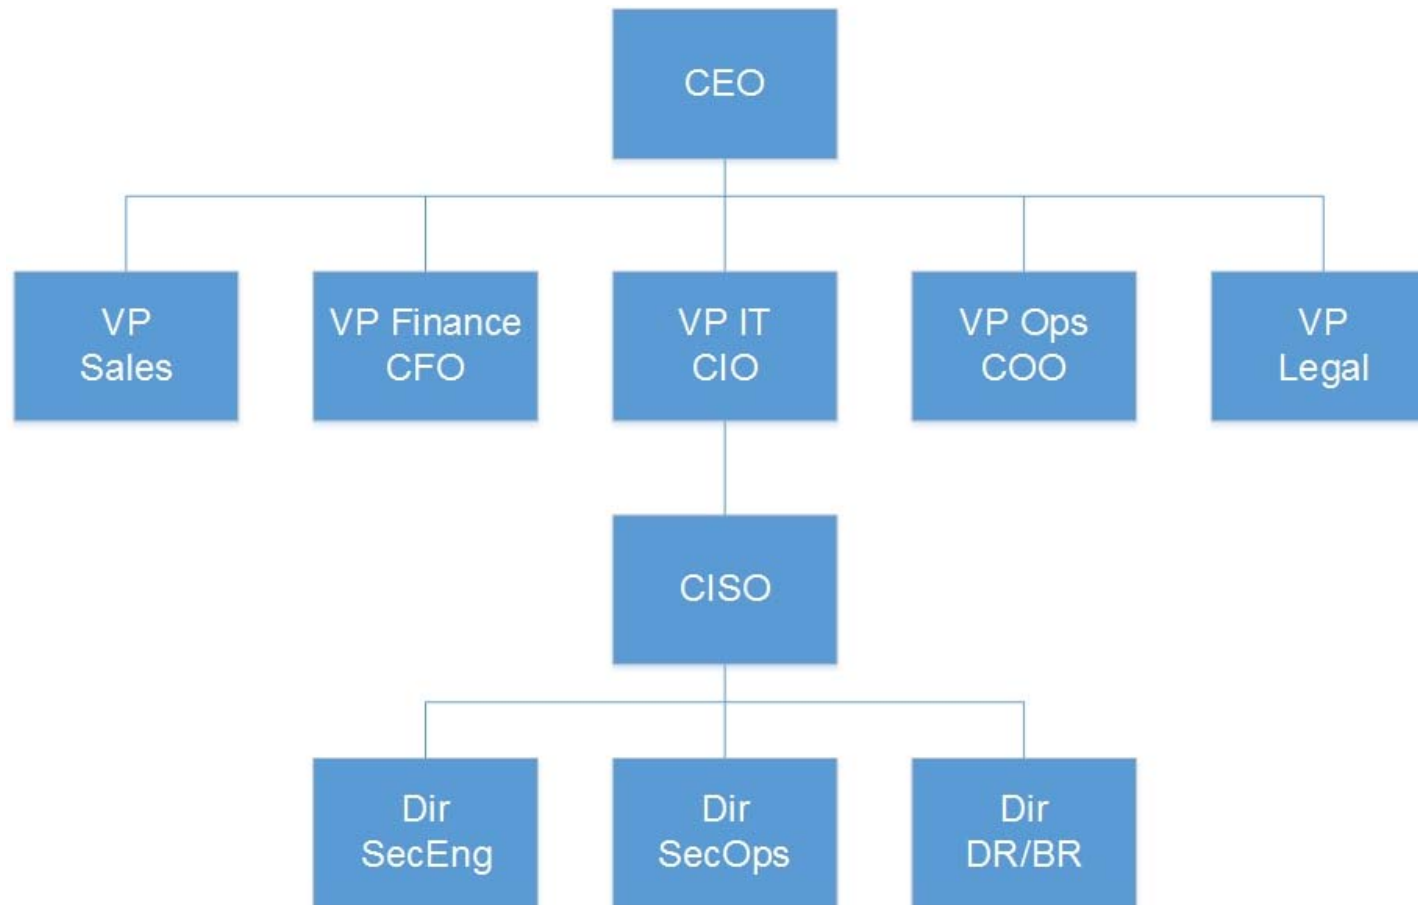 CEO
VP
Sales
VP Finance
CFO
VP IT
CIO
VP Ops
COO
VP
Legal
CISO
Dir
SecEng
Dir
SecOps
Dir
DR/BR